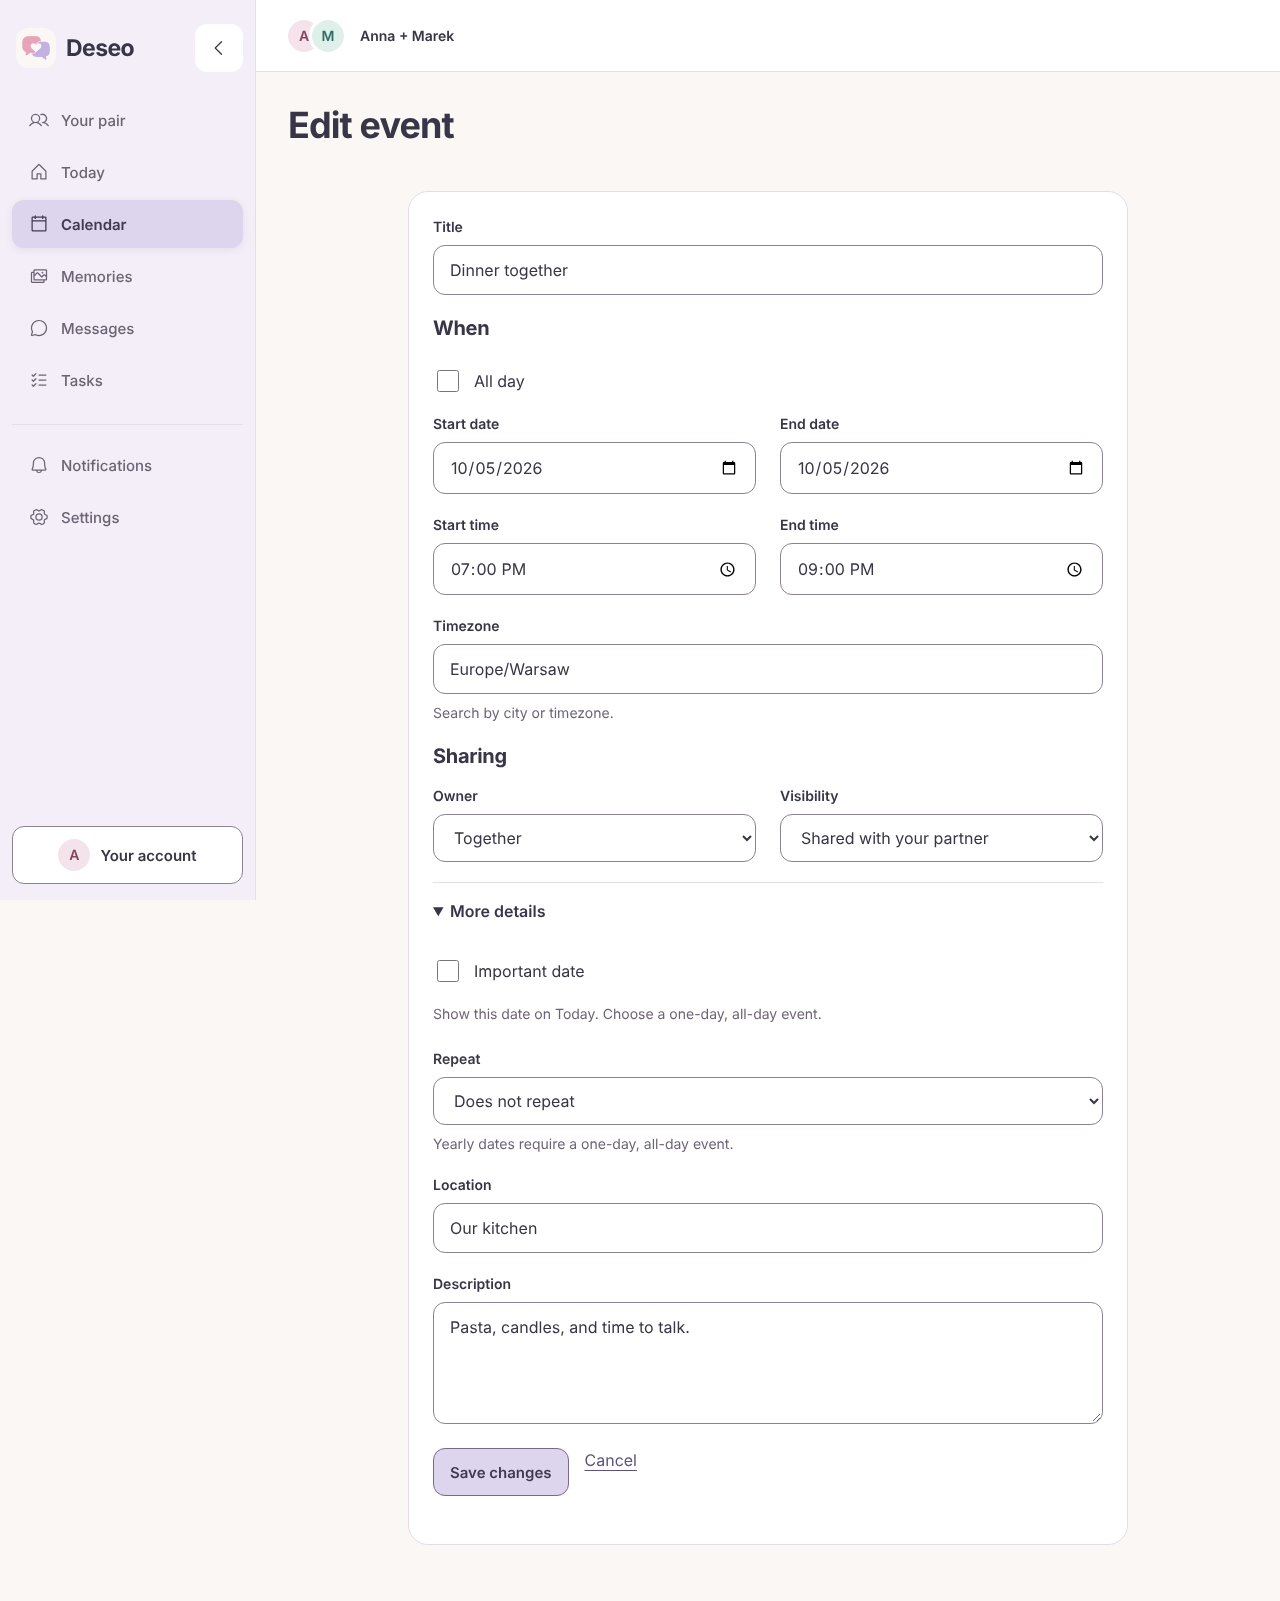 Deseo
Your pair
Today
Calendar
Memories
Messages
Tasks
Notifications
Settings
A Your account
A M Anna + Marek
Edit event
Title
Dinner together
When
All day
Start date End date
10/05/2026 10/05/2026
Start time End time
07:00 PM 09:00 PM
Timezone
Europe/Warsaw
Search by city or timezone.
Sharing
Owner Visibility
Together Shared with your partner
More details
Important date
Show this date on Today. Choose a one-day, all-day event.
Repeat
Does not repeat
Yearly dates require a one-day, all-day event.
Location
Our kitchen
Description
Pasta, candles, and time to talk.
Save changes Cancel